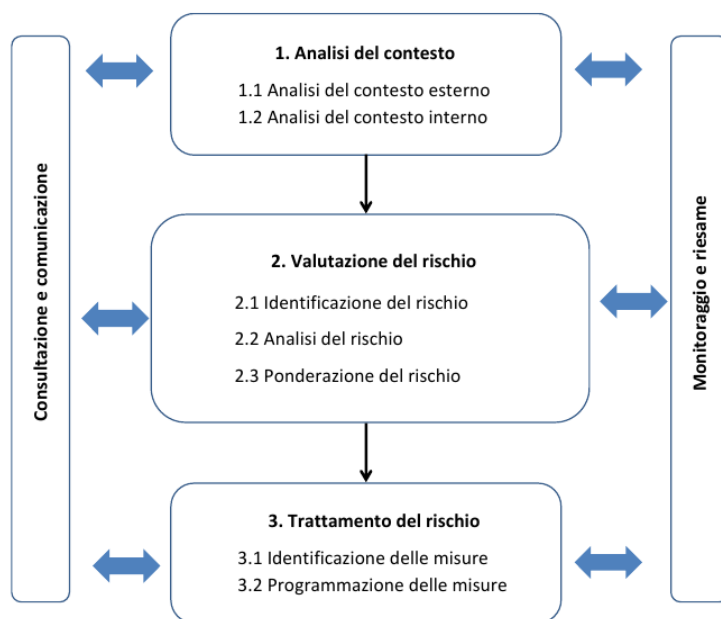 Consultazione e comunicazione
1. Analisi del contesto
1.1 Analisi del contesto esterno
1.2 Analisi del contesto interno
2. Valutazione del rischio
2.1 Identificazione del rischio
2.2 Analisi del rischio
2.3 Ponderazione del rischio
3. Trattamento del rischio
3.1 Identificazione delle misure
3.2 Programmazione delle misure
Monitoraggio e riesame